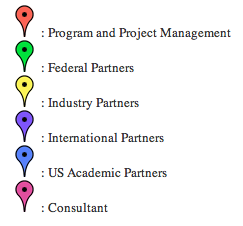 : Program and Project Management
: Federal Partners
: Industry Partners
: International Partners
: US Academic Partners
: Consultant